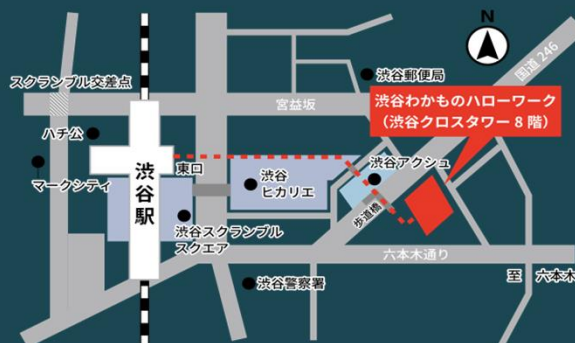 N
国道 246
渋谷郵便局
スクランブル交差点
宮益坂
渋谷わかものハローワーク
（渋谷クロスタワー 8 階）
ハチ公
東口
渋谷アクシュ
マークシティ
渋谷駅
渋谷
ヒカリエ
渋谷スクランブル
スクエア
歩道橋
六本木通り
至 六本木
渋谷警察署